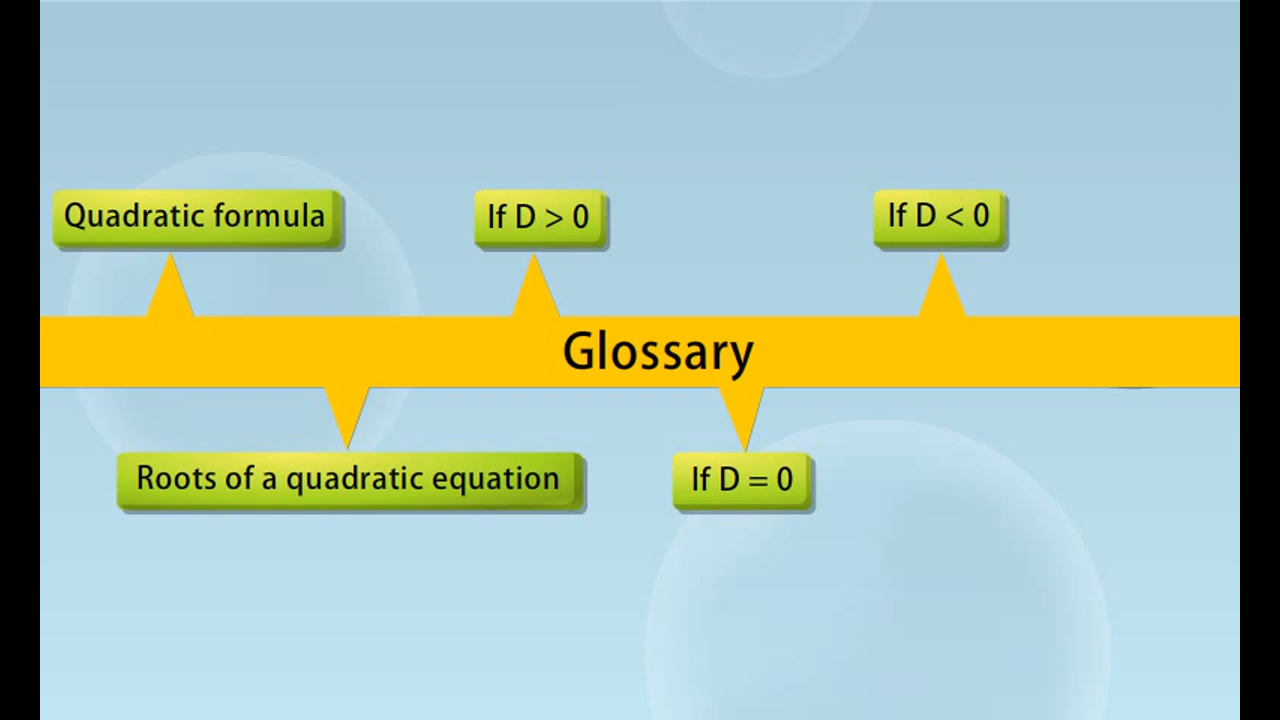 Quadratic formula
If D > 0
If D < 0
Glossary
Roots of a quadratic equation
If D = 0